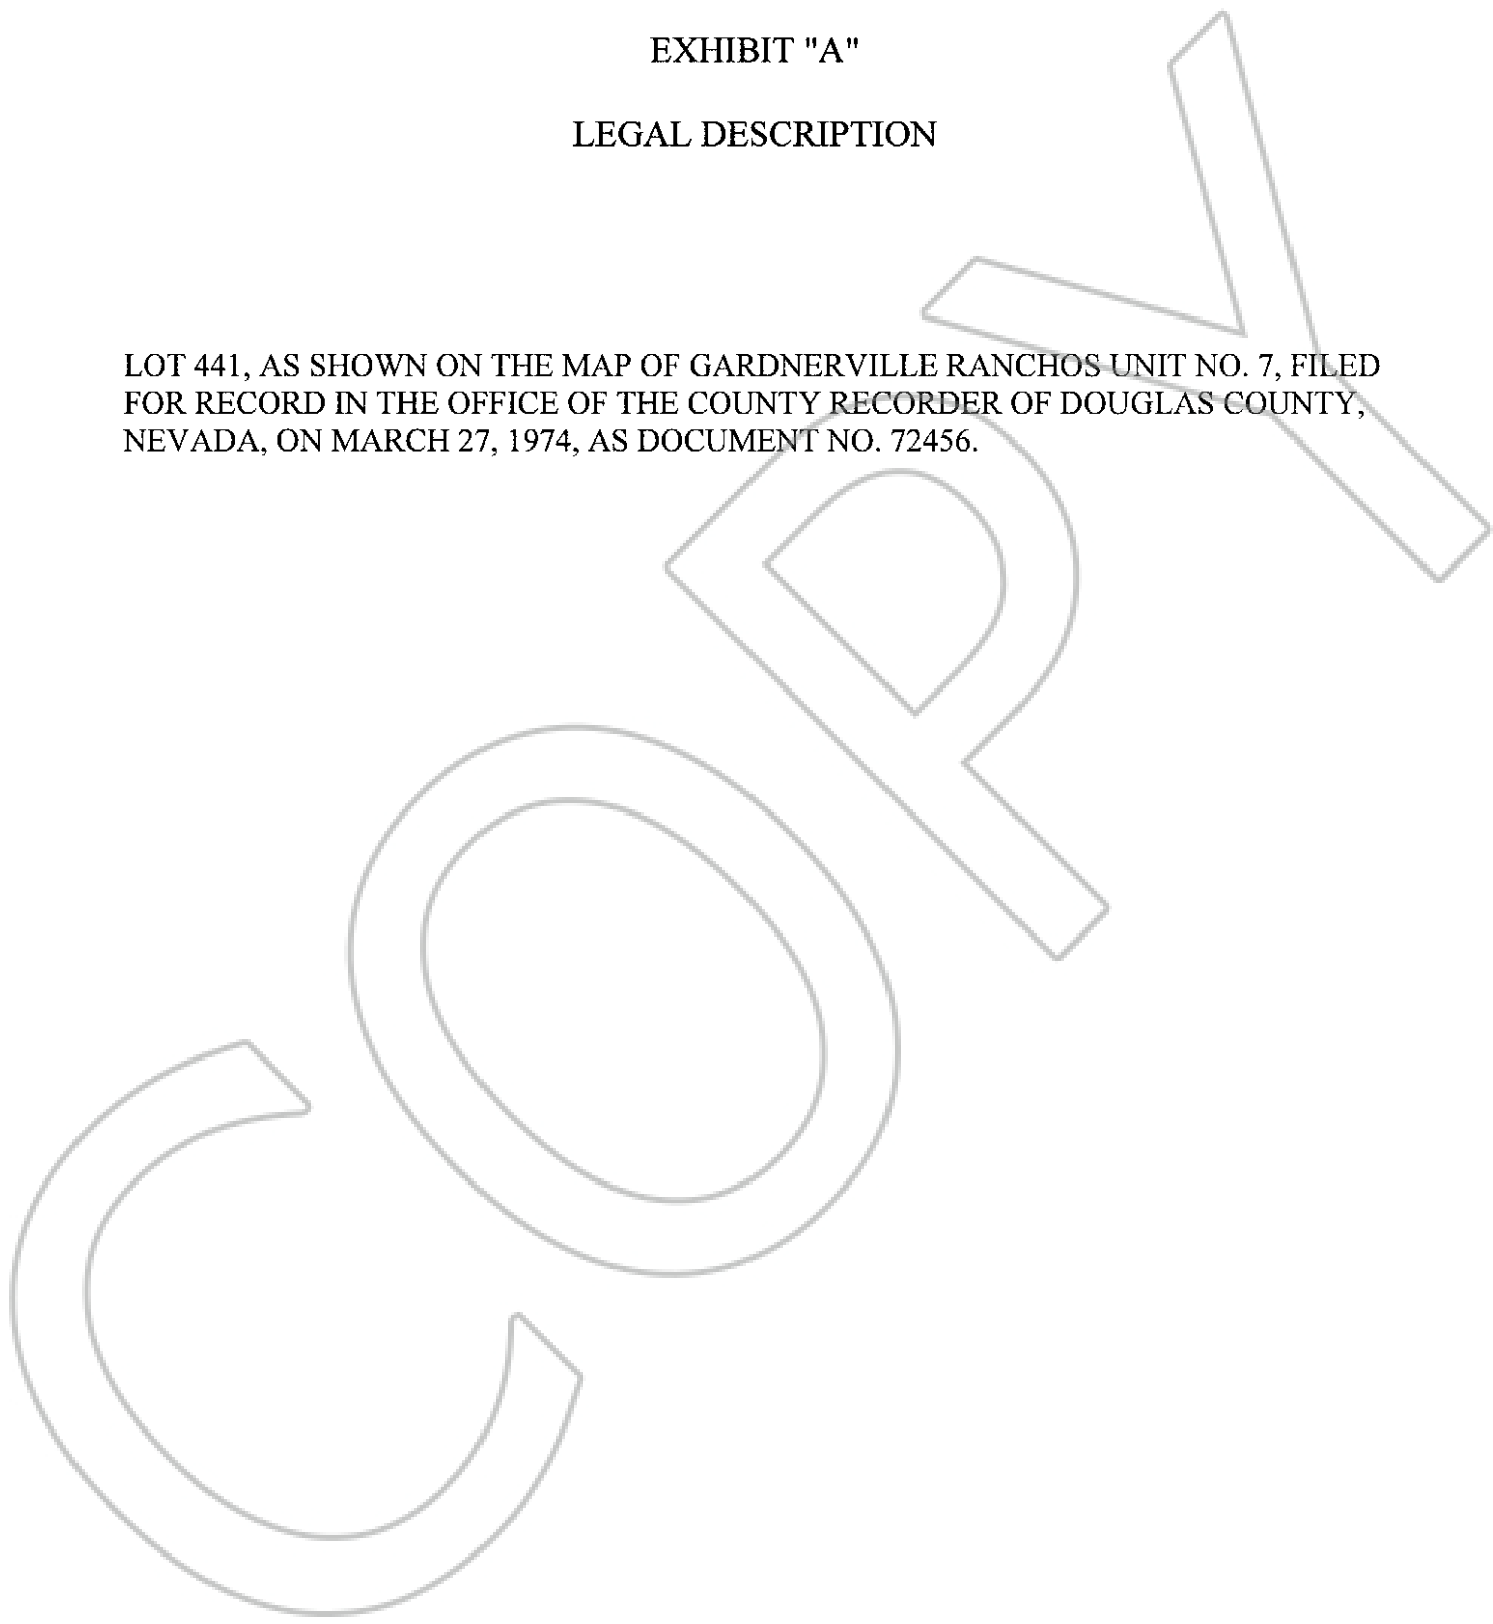 EXHIBIT "A"
LEGAL DESCRIPTION
LOT 441, AS SHOWN ON THE MAP OF GARDNERVILLE RANCHOS UNIT NO. 7, FILED
FOR RECORD IN THE OFFICE OF THE COUNTY RECORDER OF DOUGLAS COUNTY,
NEVADA, ON MARCH 27, 1974, AS DOCUMENT NO. 72456.
COPY